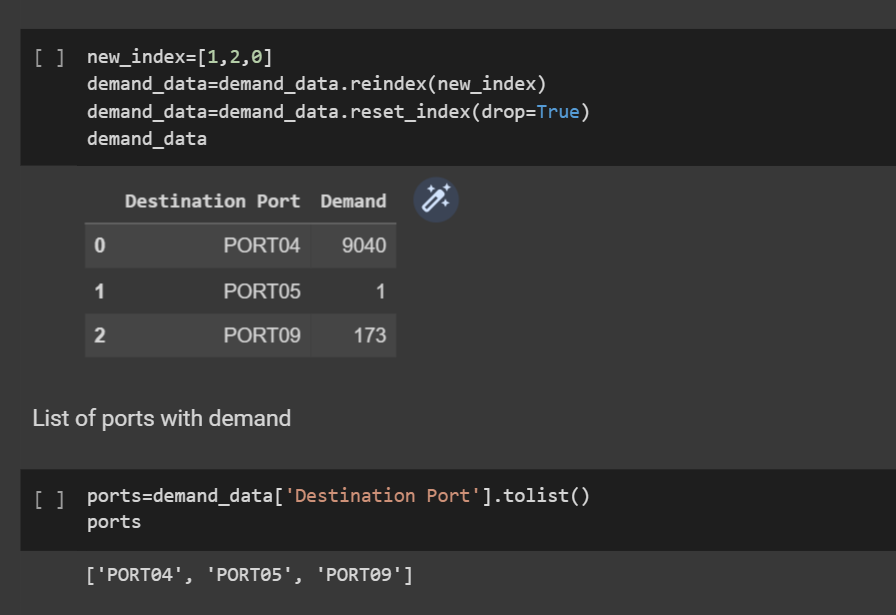 [ ] new_index=[1,2,0]
demand_data=demand_data.reindex(new_index)
demand_data=demand_data.reset_index(drop=True)
demand_data
Destination Port Demand
0 PORT04 9040
1 PORT05 1
2 PORT09 173
List of ports with demand
[ ] ports=demand_data['Destination Port'].tolist()
ports
['PORT04', 'PORT05', 'PORT09']